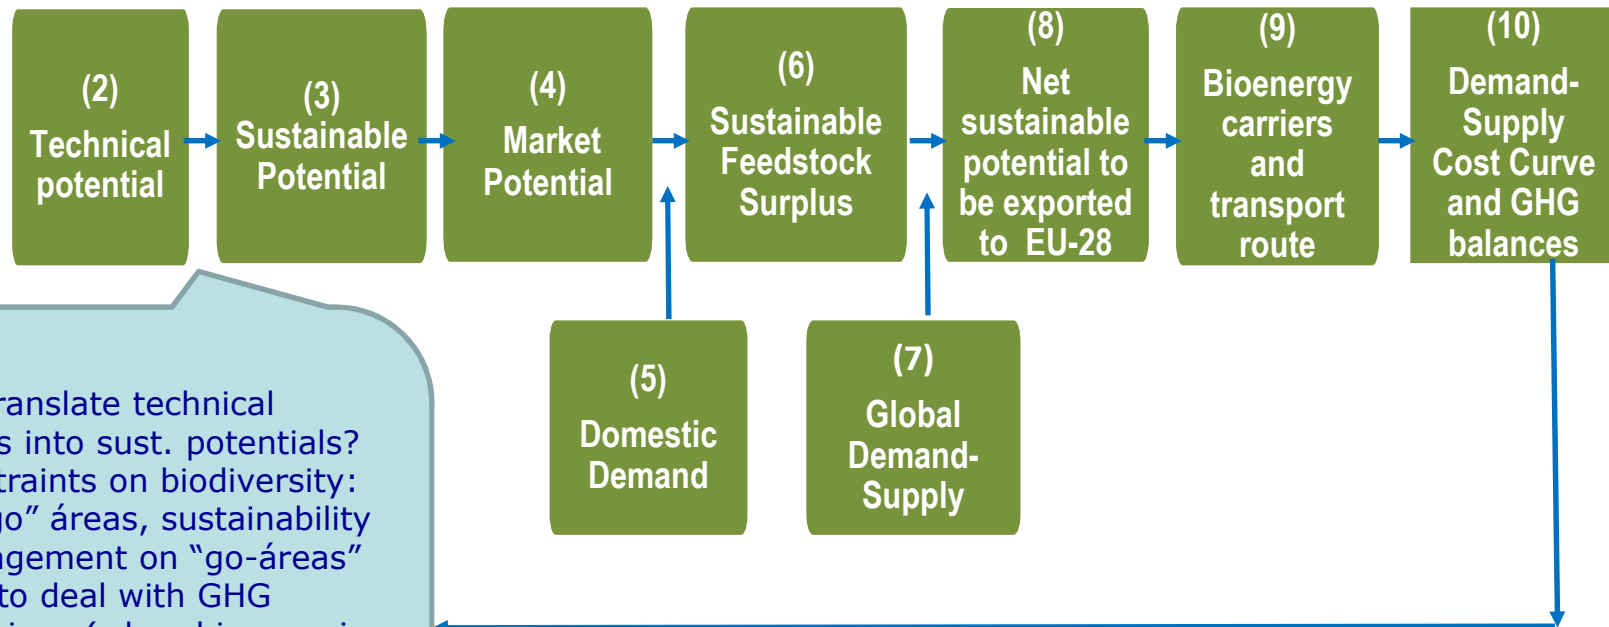 (2)
Technical
potential
(3)
Sustainable
Potential
(4)
Market
Potential
(6)
Sustainable
Feedstock
Surplus
(8)
Net
sustainable
potential to
be exported
to EU-28
(9)
Bioenergy
carriers
and
transport
route
(10)
Demand-
Supply
Cost Curve
and GHG
balances
(5)
Domestic
Demand
(7)
Global
Demand-
Supply
ranslate technical
s into sust. potentials?
traints on biodiversity:
go” áreas, sustainability
agement on “go-áreas”
to deal with GHG